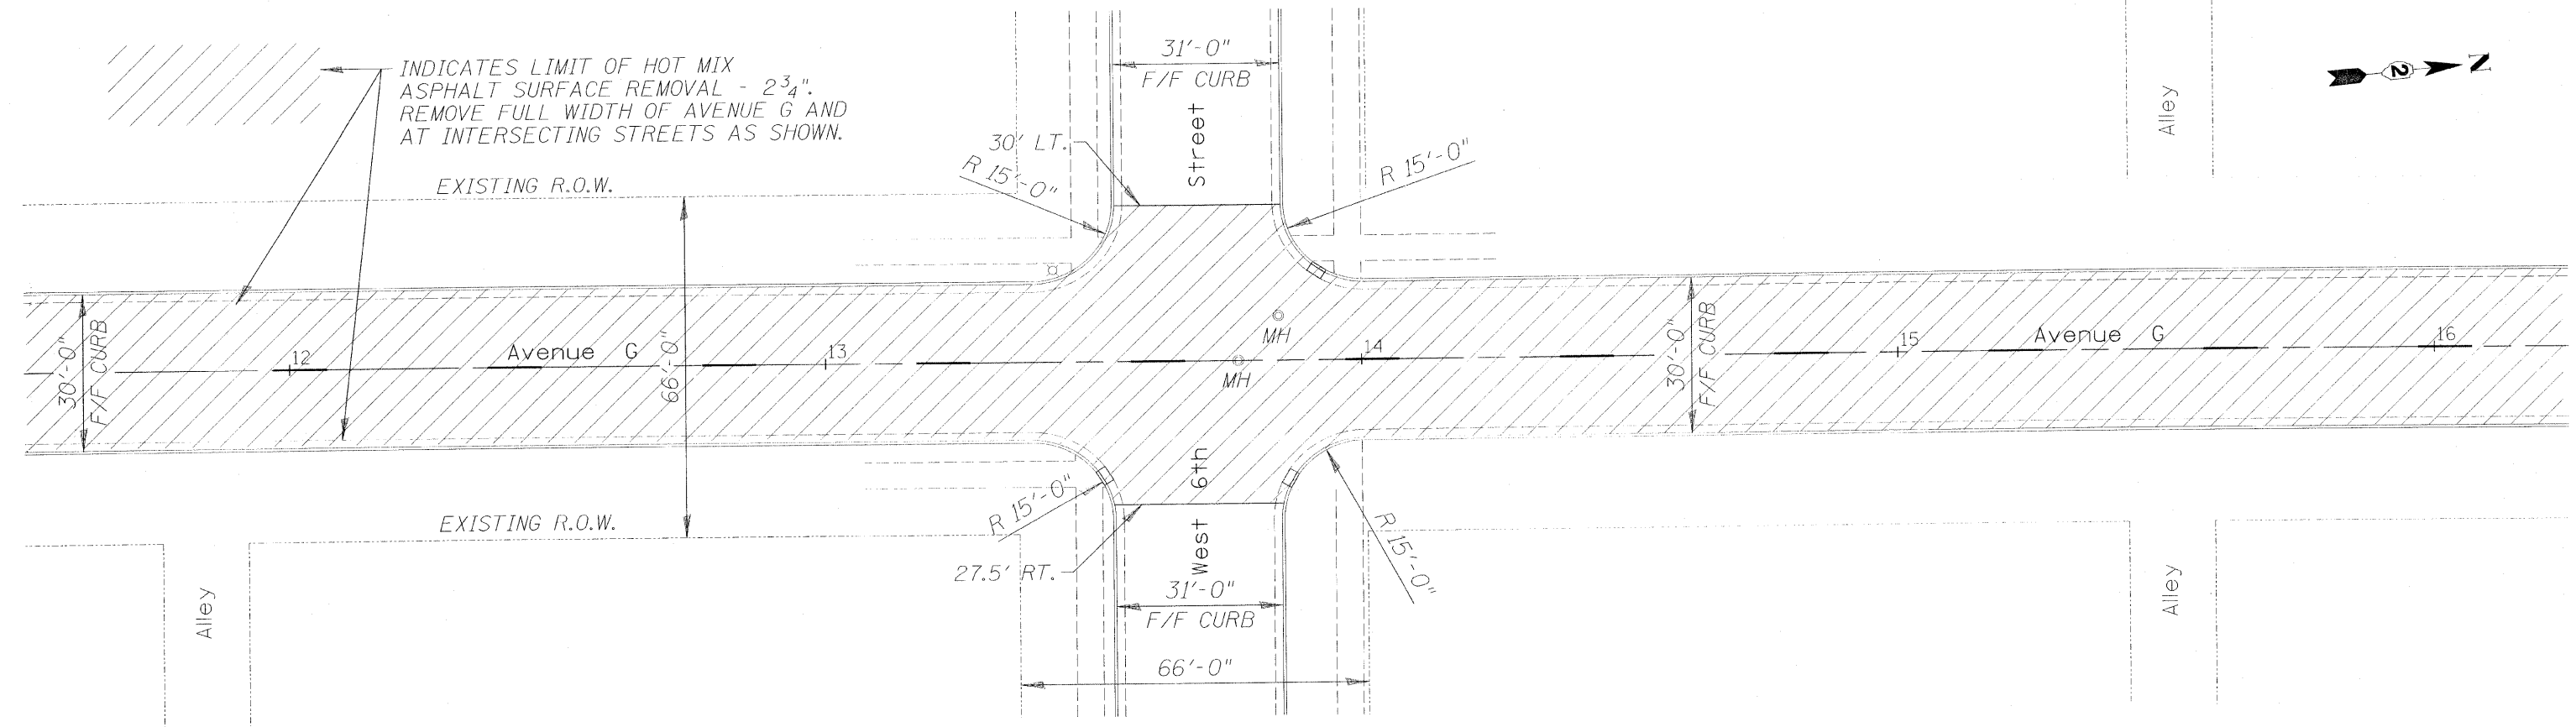 INDICATES LIMIT OF HOT MIX
ASPHALT SURFACE REMOVAL - 2 3/4".
REMOVE FULL WIDTH OF AVENUE G AND
AT INTERSECTING STREETS AS SHOWN.
EXISTING R.O.W.
31'-0"
F/F CURB
Street
30' LT.
R 15'-0"
R 15'-0"
Alley
2
N
30'-0"
F/F CURB
12
Avenue G
66'-0"
13
MH
MH
14
30'-0"
F/F CURB
15
Avenue G
16
EXISTING R.O.W.
R 15'-0"
West 6th
R 15'-0"
27.5' RT.
31'-0"
F/F CURB
66'-0"
Alley
Alley